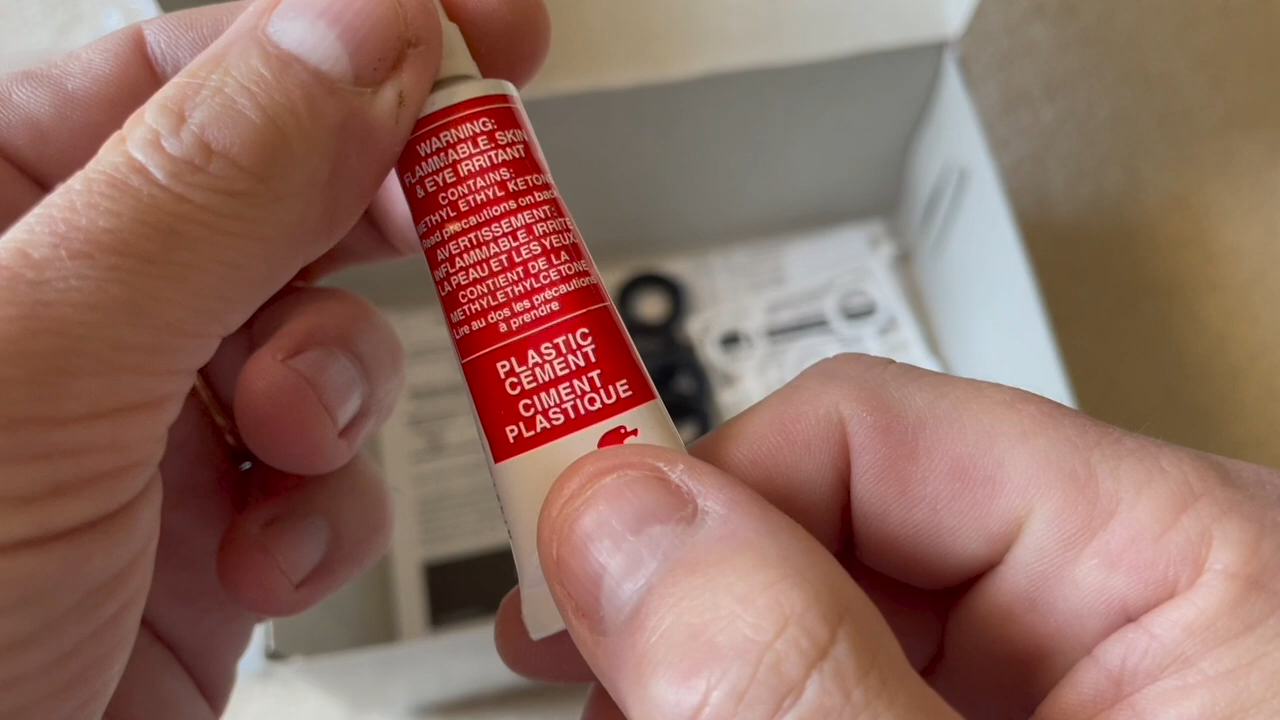 WARNING:
FLAMMABLE. SKIN
& EYE IRRITANT
CONTAINS:
METHYL ETHYL KETONE
Read precautions on back
AVERTISSEMENT:
INFLAMMABLE. IRRITE
LA PEAU ET LES YEUX.
CONTIENT DE LA
METHYLETHYLCETONE
Lire au dos les précautions
à prendre
PLASTIC
CEMENT
CIMENT
PLASTIQUE